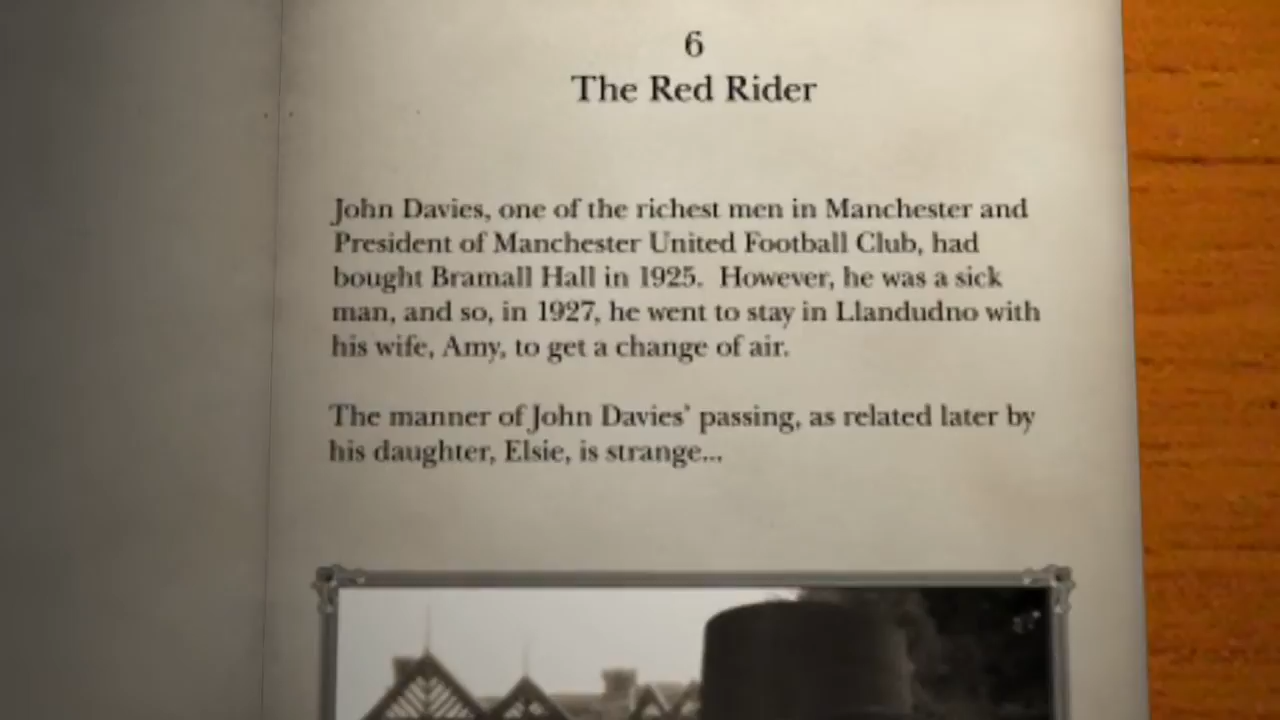 6
The Red Rider
John Davies, one of the richest men in Manchester and
President of Manchester United Football Club, had
bought Bramall Hall in 1925.  However, he was a sick
man, and so, in 1927, he went to stay in Llandudno with
his wife, Amy, to get a change of air.
The manner of John Davies' passing, as related later by
his daughter, Elsie, is strange...